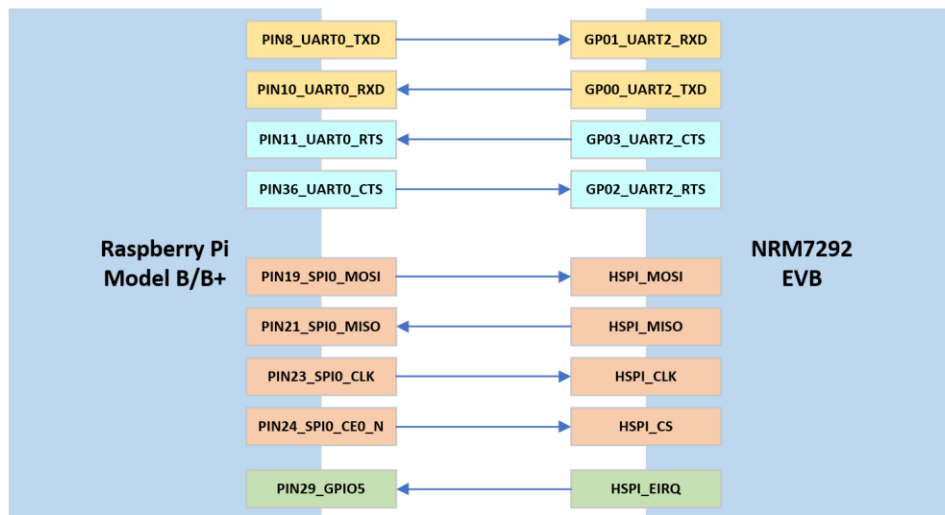 PIN8_UART0_TXD GP01_UART2_RXD
PIN10_UART0_RXD GP00_UART2_TXD
PIN11_UART0_RTS GP03_UART2_CTS
PIN36_UART0_CTS GP02_UART2_RTS
Raspberry Pi
Model B/B+
NRM7292
EVB
PIN19_SPI0_MOSI HSPI_MOSI
PIN21_SPI0_MISO HSPI_MISO
PIN23_SPI0_CLK HSPI_CLK
PIN24_SPI0_CE0_N HSPI_CS
PIN29_GPIO5 HSPI_EIRQ